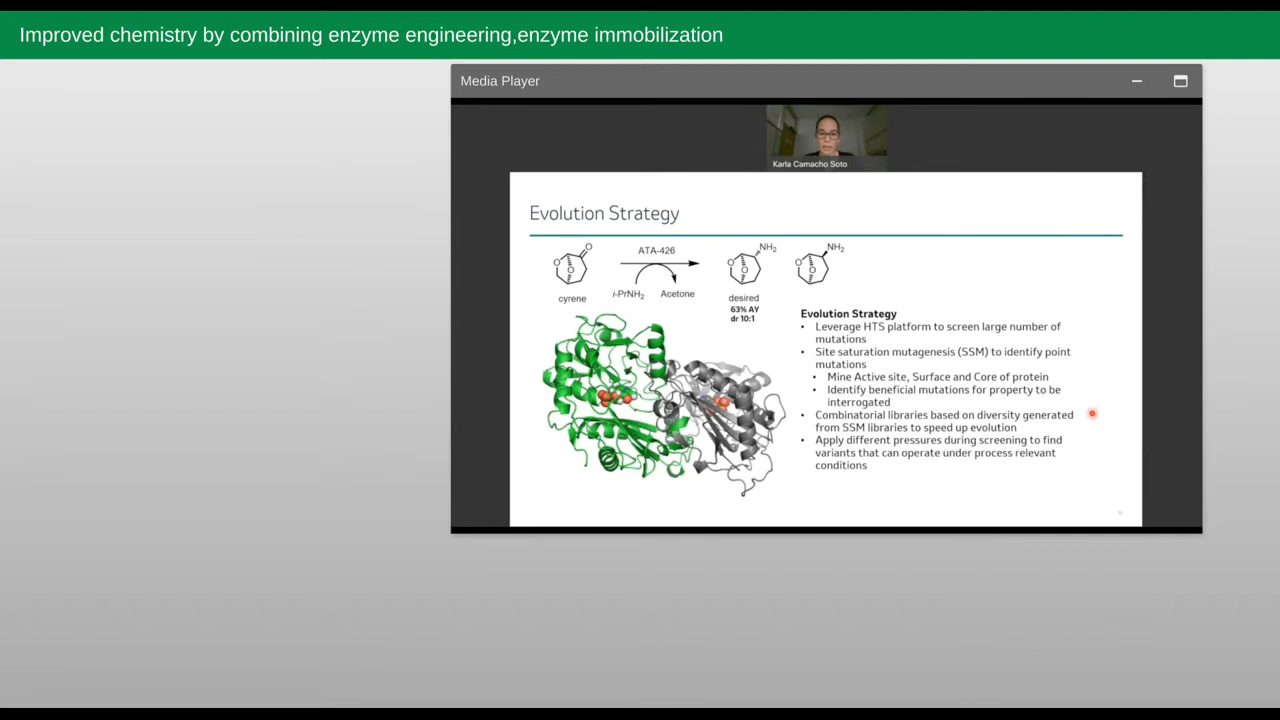 Improved chemistry by combining enzyme engineering,enzyme immobilization
Media Player
Karla Camacho Soto
Evolution Strategy
O
O
O
cyrene
ATA-426
i-PrNH2
Acetone
NH2
O
O
desired
63% AY
dr 10:1
NH2
O
O
Evolution Strategy
• Leverage HTS platform to screen large number of
mutations
• Site saturation mutagenesis (SSM) to identify point
mutations
• Mine Active site, Surface and Core of protein
• Identify beneficial mutations for property to be
interrogated
• Combinatorial libraries based on diversity generated
from SSM libraries to speed up evolution
• Apply different pressures during screening to find
variants that can operate under process relevant
conditions